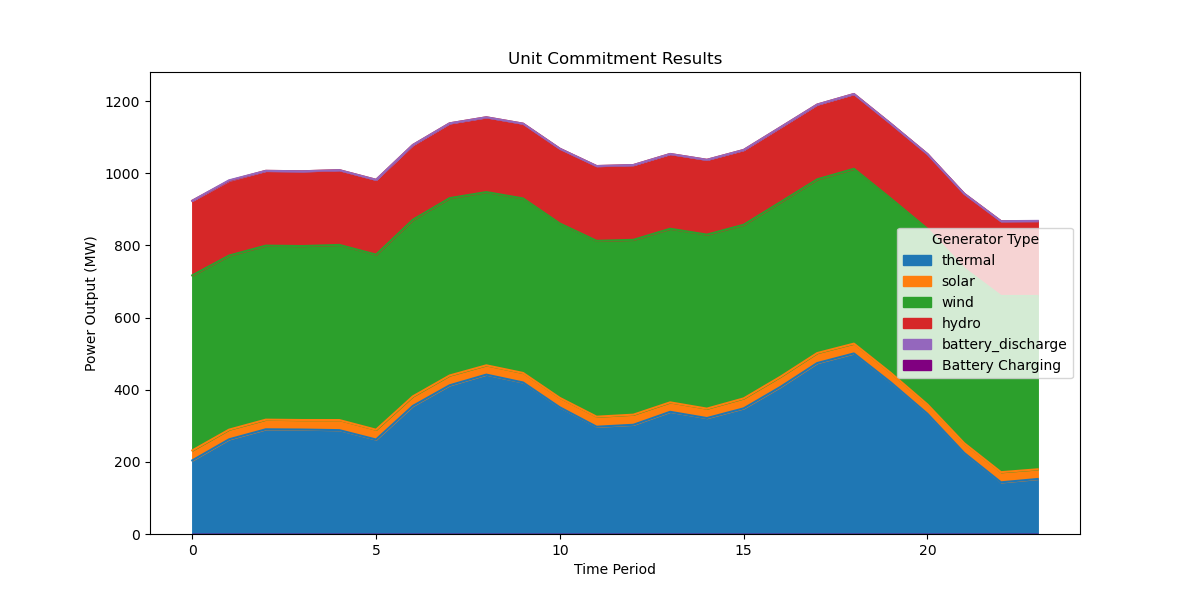 Unit Commitment Results
Power Output (MW)
1200
1000
800
600
400
200
0
Generator Type
thermal
solar
wind
hydro
battery_discharge
Battery Charging
0 5 10 15 20
Time Period